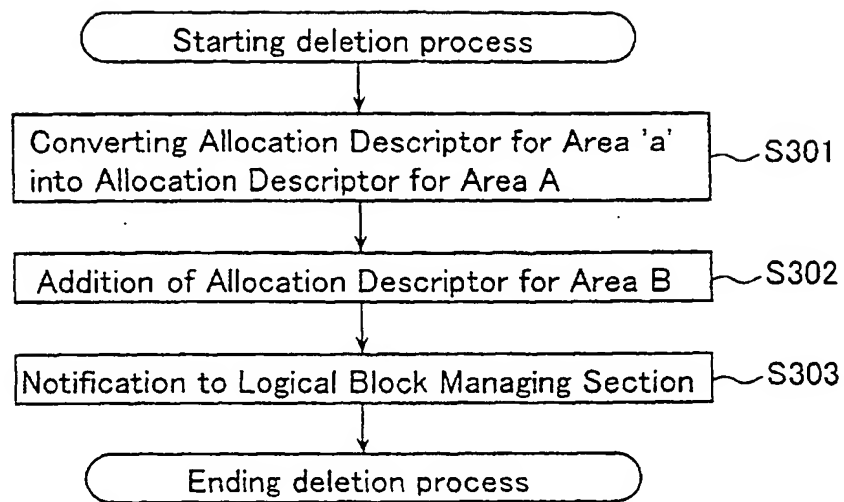 Starting deletion process
Converting Allocation Descriptor for Area 'a'
into Allocation Descriptor for Area A
S301
Addition of Allocation Descriptor for Area B
S302
Notification to Logical Block Managing Section
S303
Ending deletion process